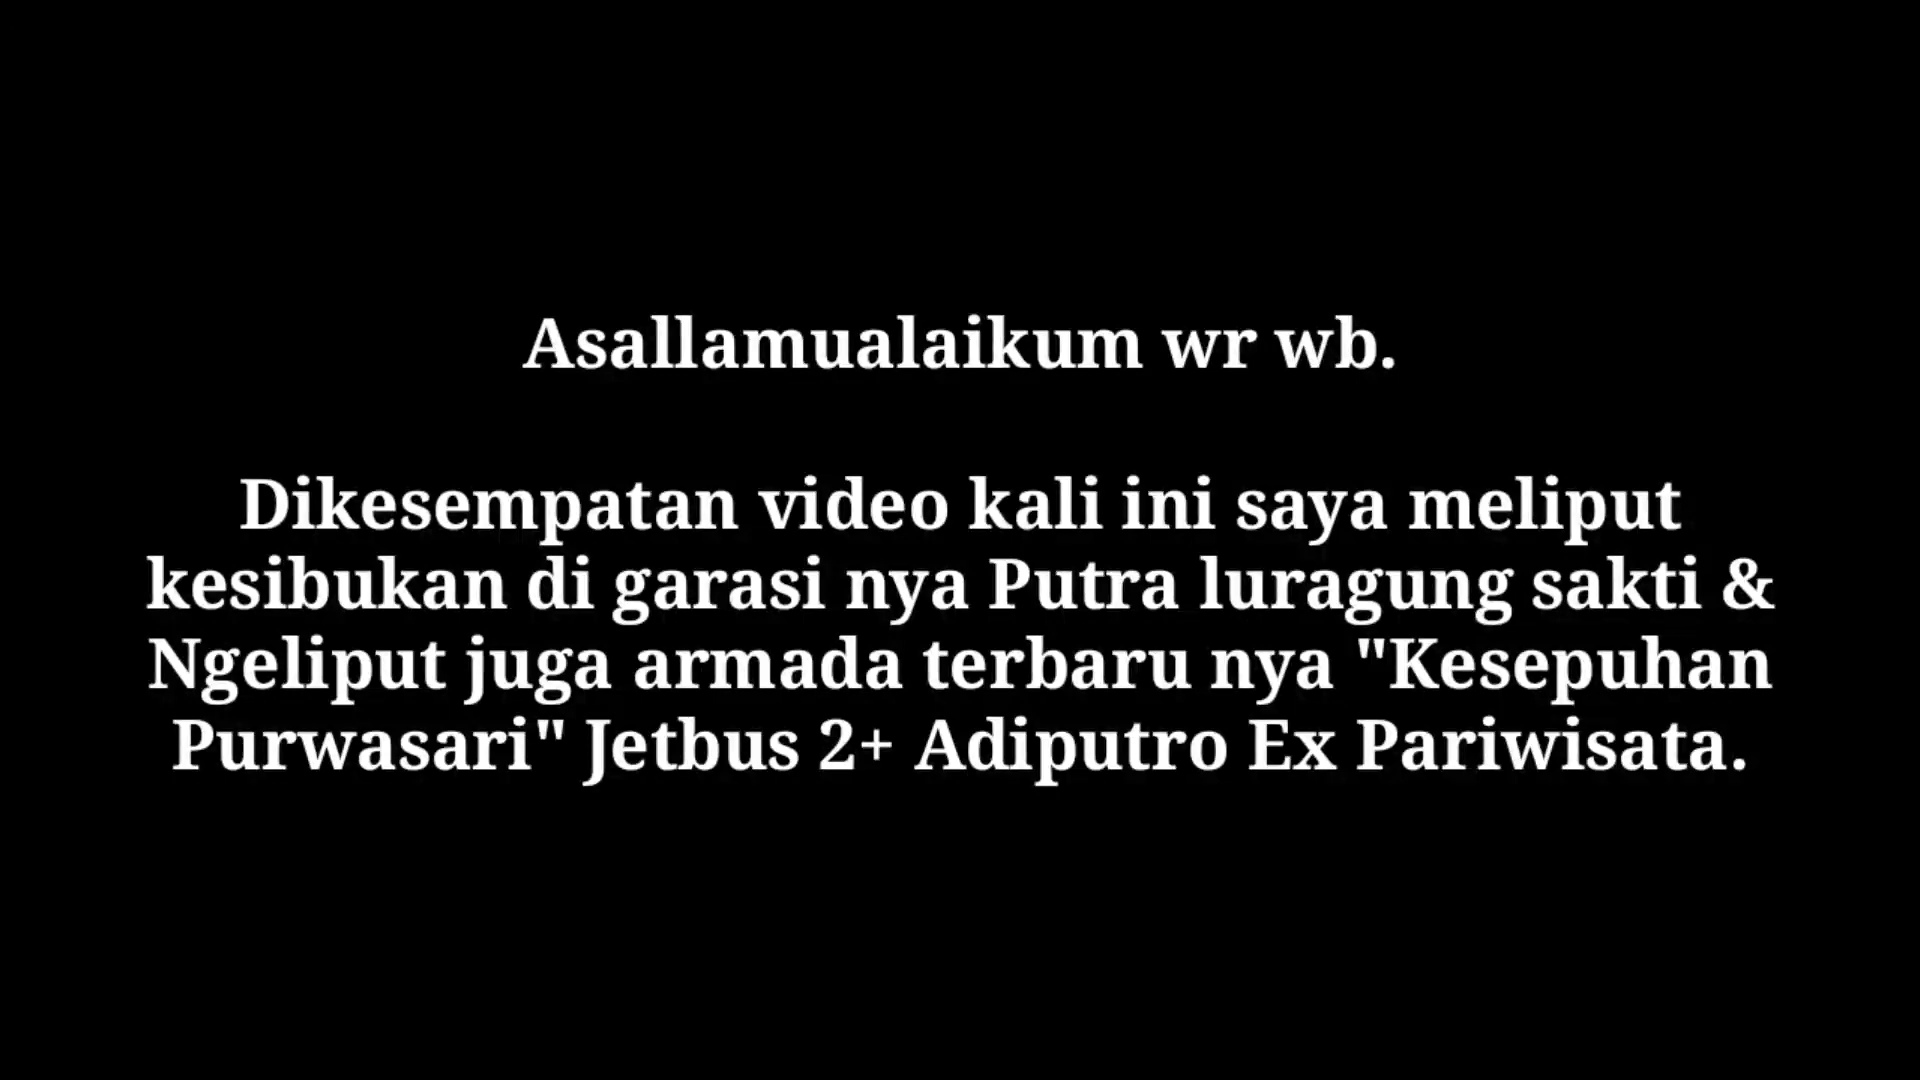 Asallamualaikum wr wb.
Dikesempatan video kali ini saya meliput
kesibukan di garasi nya Putra luragung sakti &
Ngeliput juga armada terbaru nya "Kesepuhan
Purwasari" Jetbus 2+ Adiputro Ex Pariwisata.